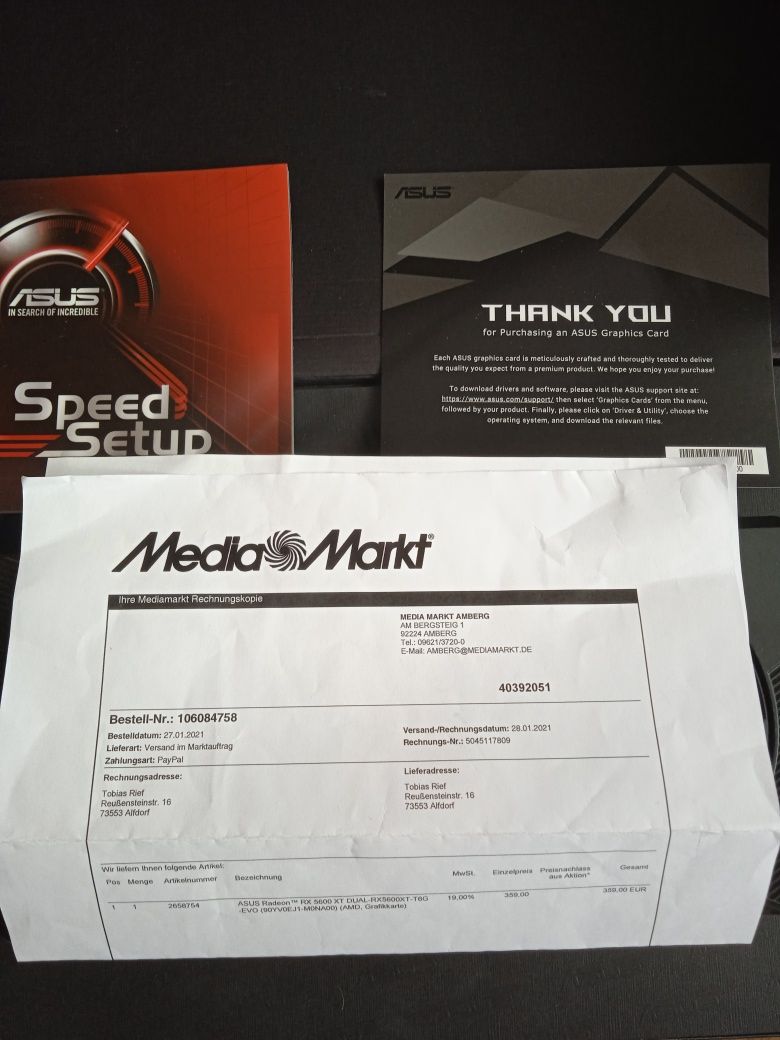 ASUS
IN SEARCH OF INCREDIBLE
Speed
Setup
ASUS
THANK YOU
for Purchasing an ASUS Graphics Card
Each ASUS graphics card is meticulously crafted and thoroughly tested to deliver
the quality you expect from a premium product. We hope you enjoy your purchase!
To download drivers and software, please visit the ASUS support site at:
https://www.asus.com/support/ then select 'Graphics Cards' from the menu,
followed by your product. Finally, please click on 'Driver & Utility', choose the
operating system, and download the relevant files.
Media Markt®
Ihre Mediamarkt Rechnungskopie
MEDIA MARKT AMBERG
AM BERGSTEIG 1
92224 AMBERG
Tel.: 09621/3720-0
E-Mail: AMBERG@MEDIAMARKT.DE
40392051
Bestell-Nr.: 106084758
Bestelldatum: 27.01.2021
Lieferart: Versand im Marktauftrag
Zahlungsart: PayPal
Versand-/Rechnungsdatum: 28.01.2021
Rechnungs-Nr.: 5045117809
Rechnungsadresse:
Tobias Rief
Reußensteinstr. 16
73553 Alfdorf
Lieferadresse:
Tobias Rief
Reußensteinstr. 16
73553 Alfdorf
Wir liefern Ihnen folgende Artikel:
Pos Menge Artikelnummer Bezeichnung MwSt. Einzelpreis Preisnachlass Gesamt
aus Aktion*
1 1 2656754 ASUS Radeon™ RX 5600 XT DUAL-RX5600XT-T6G 19,00% 359,00 359,00 EUR
-EVO (90YV0EJ1-M0NA00) (AMD, Grafikkarte)